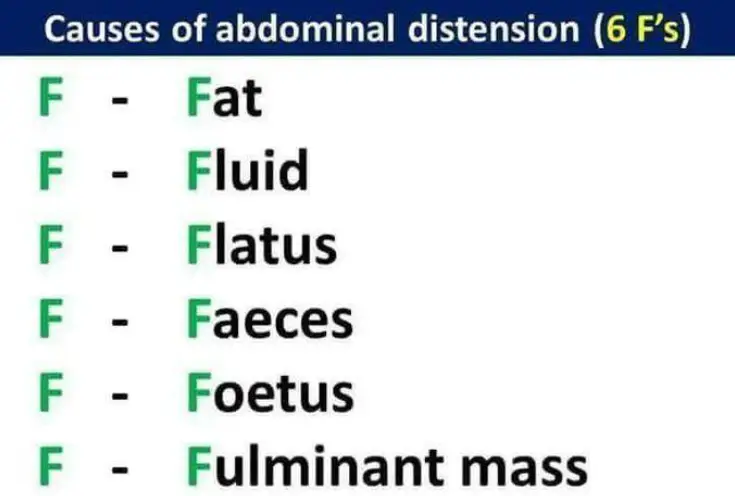 Causes of abdominal distension (6 F's)
F - Fat
F - Fluid
F - Flatus
F - Faeces
F - Foetus
F - Fulminant mass